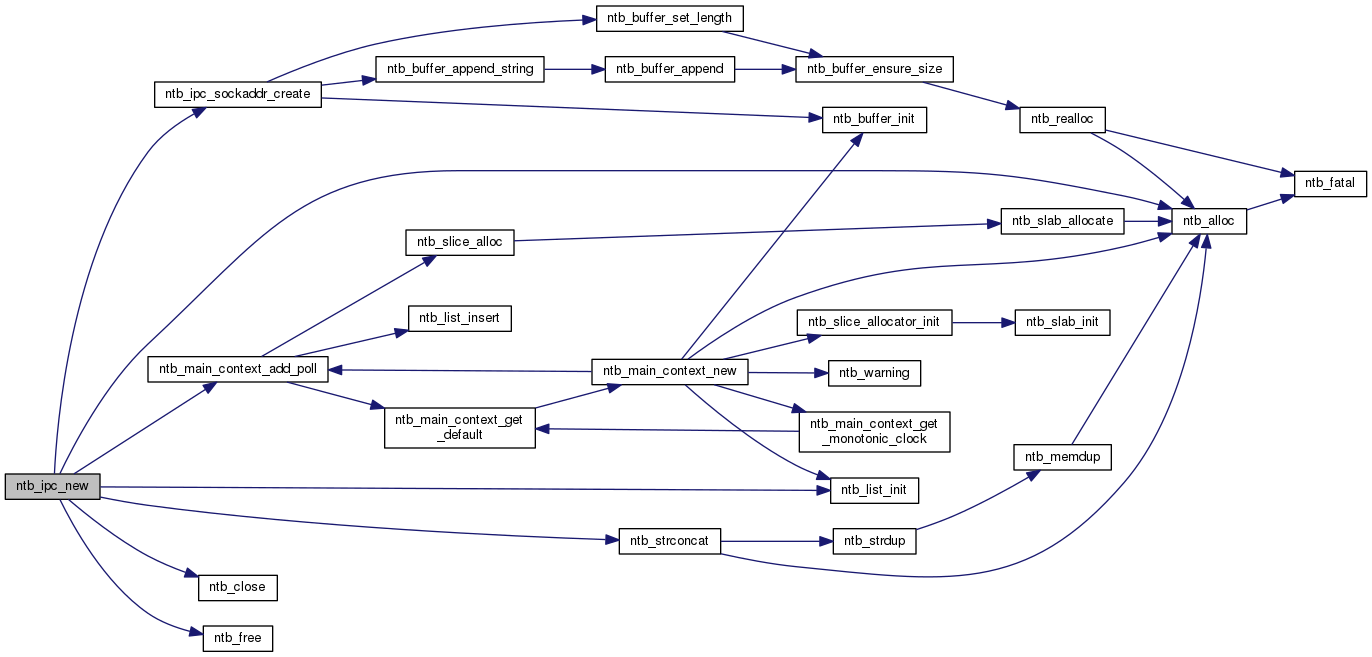 ntb_buffer_set_length
ntb_buffer_append_string
ntb_buffer_append
ntb_buffer_ensure_size
ntb_ipc_sockaddr_create
ntb_buffer_init
ntb_realloc
ntb_fatal
ntb_alloc
ntb_slab_allocate
ntb_slice_alloc
ntb_list_insert
ntb_slice_allocator_init
ntb_slab_init
ntb_main_context_add_poll
ntb_main_context_new
ntb_warning
ntb_main_context_get
_default
ntb_main_context_get
_monotonic_clock
ntb_memdup
ntb_ipc_new
ntb_list_init
ntb_strconcat
ntb_strdup
ntb_close
ntb_free